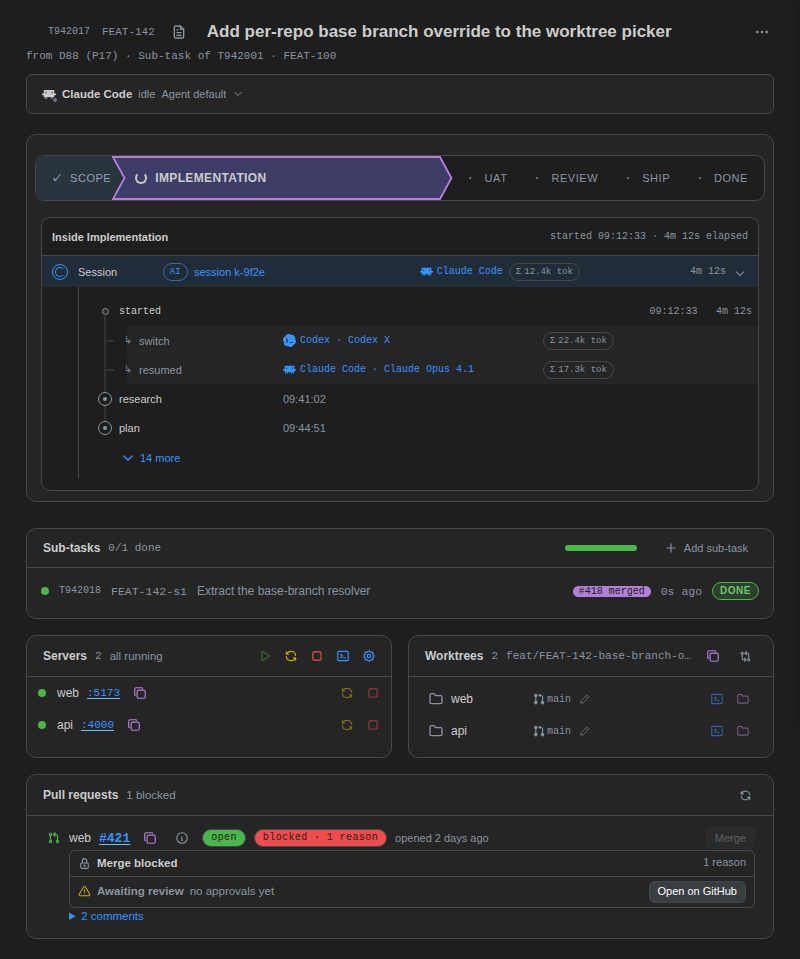 T942017 FEAT-142 Add per-repo base branch override to the worktree picker
from D88 (P17) · Sub-task of T942001 · FEAT-100
Claude Code idle Agent default
SCOPE IMPLEMENTATION · UAT · REVIEW · SHIP · DONE
Inside Implementation started 09:12:33 · 4m 12s elapsed
Session AI session k-9f2e Claude Code Σ 12.4k tok 4m 12s
started 09:12:33 4m 12s
↳ switch Codex · Codex X Σ 22.4k tok
↳ resumed Claude Code · Claude Opus 4.1 Σ 17.3k tok
research 09:41:02
plan 09:44:51
14 more
Sub-tasks 0/1 done Add sub-task
T942018 FEAT-142-s1 Extract the base-branch resolver #418 merged 0s ago DONE
Servers 2 all running
web :5173
api :4000
Worktrees 2 feat/FEAT-142-base-branch-o…
web main
api main
Pull requests 1 blocked
web #421 open blocked · 1 reason opened 2 days ago Merge
Merge blocked 1 reason
Awaiting review no approvals yet Open on GitHub
2 comments